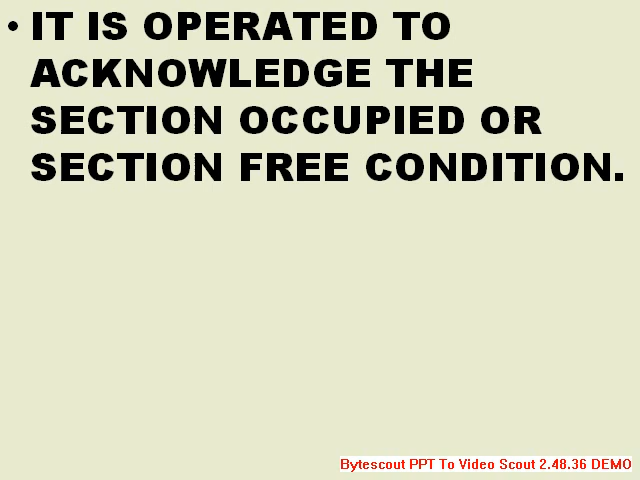 • IT IS OPERATED TO
ACKNOWLEDGE THE
SECTION OCCUPIED OR
SECTION FREE CONDITION.
Bytescout PPT To Video Scout 2.48.36 DEMO